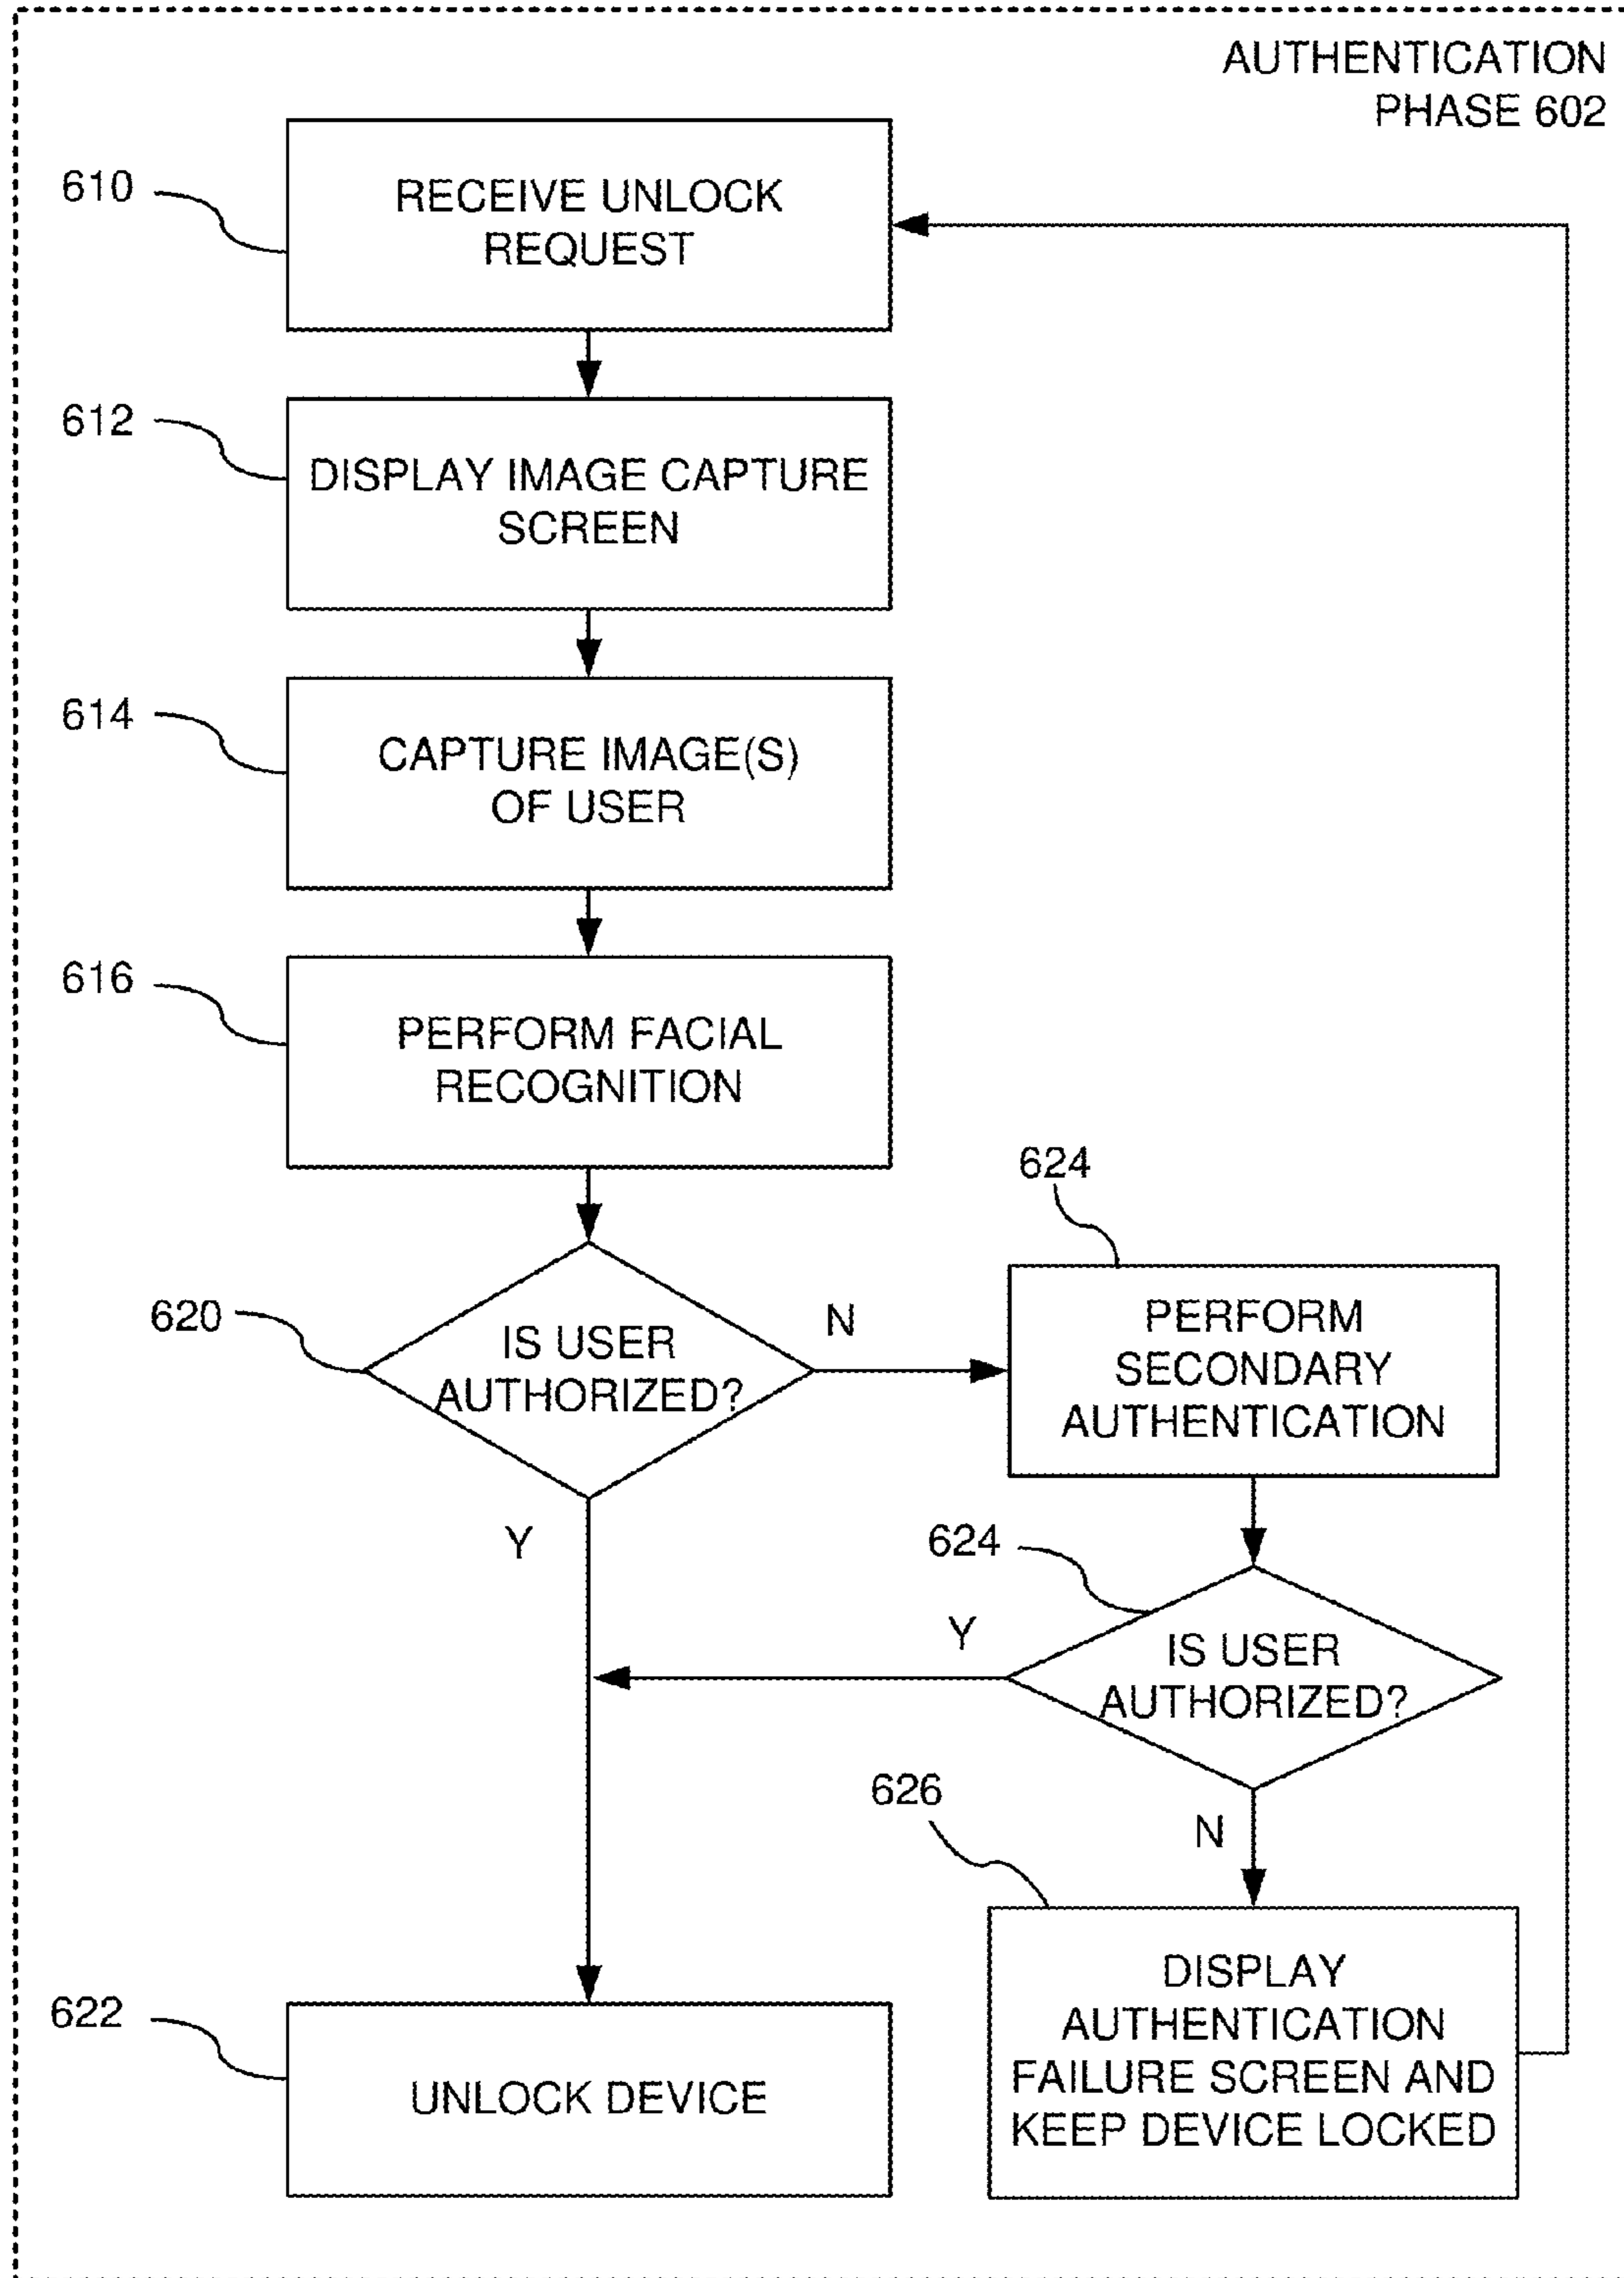 AUTHENTICATION
PHASE 602
610
RECEIVE UNLOCK
REQUEST
612
DISPLAY IMAGE CAPTURE
SCREEN
614
CAPTURE IMAGE(S)
OF USER
616
PERFORM FACIAL
RECOGNITION
620
IS USER
AUTHORIZED?
N
Y
624
PERFORM
SECONDARY
AUTHENTICATION
624
IS USER
AUTHORIZED?
Y
N
626
DISPLAY
AUTHENTICATION
FAILURE SCREEN AND
KEEP DEVICE LOCKED
622
UNLOCK DEVICE